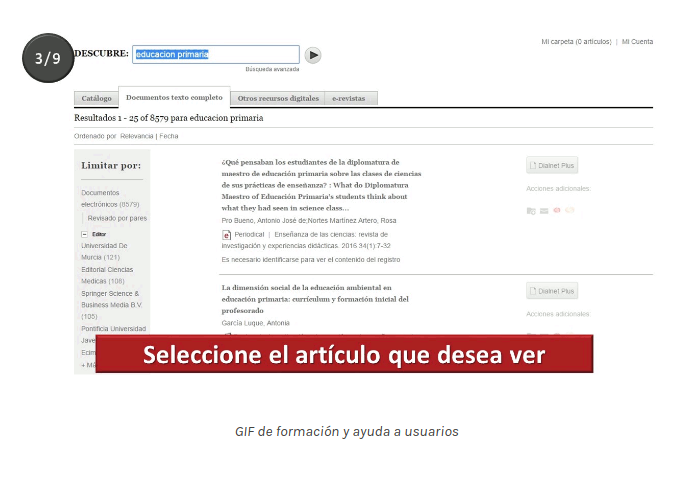 3/9
DESCUBRE: educacion primaria
Mi carpeta (0 artículos) | Mi Cuenta
Búsqueda avanzada
Catálogo Documentos texto completo Otros recursos digitales e-revistas
Resultados 1 - 25 of 8579 para educacion primaria
Ordenado por Relevancia | Fecha
Limitar por:
Documentos
electrónicos (8579)
Revisado por pares
Editor
Universidad De
Murcia (121)
Editorial Ciencias
Medicas (108)
Springer Science &
Business Media B.V.
(105)
Pontificia Universidad
¿Qué pensaban los estudiantes de la diplomatura de
maestro de educación primaria sobre las clases de ciencias
de sus prácticas de enseñanza? : What do Diplomatura
Maestro of Educación Primaria's students think about
what they had seen in science class...
Pro Bueno, Antonio José de;Nortes Martínez Artero, Rosa
Periodical | Enseñanza de las ciencias: revista de
investigación y experiencias didácticas. 2016 34(1):7-32
Es necesario identificarse para ver el contenido del registro
Dialnet Plus
Acciones adicionales:
La dimensión social de la educación ambiental en
educación primaria: currículum y formación inicial del
profesorado
García Luque, Antonia
Dialnet Plus
Acciones adicionales:
Seleccione el artículo que desea ver
GIF de formación y ayuda a usuarios